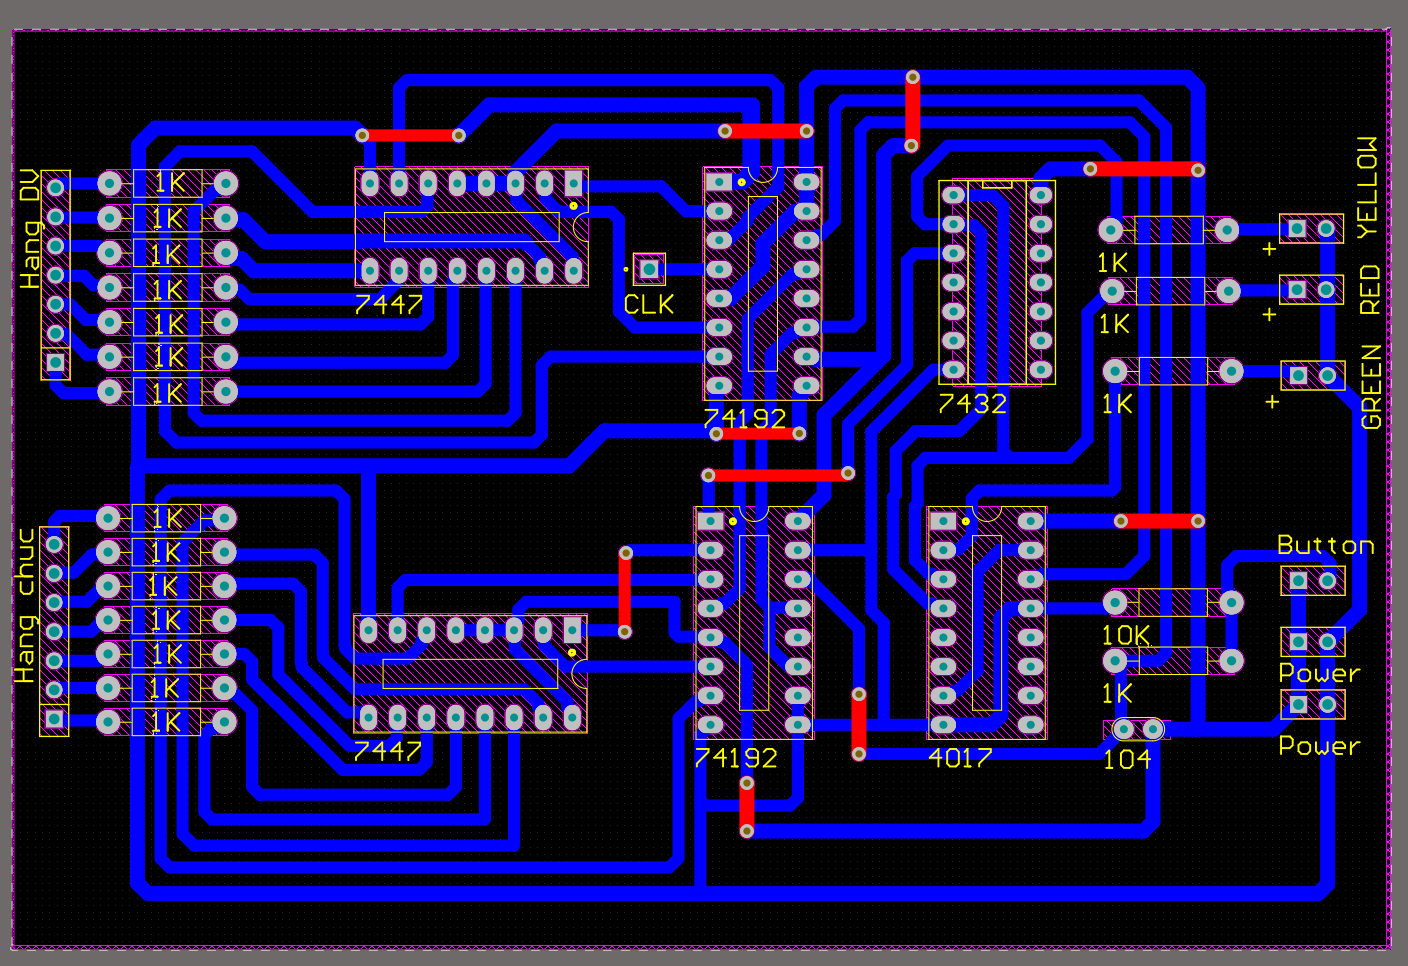 Hang DV
1K
1K
1K
1K
1K
1K
1K
7447
CLK
74192
7432
1K
+
YELLOW
1K
+
RED
1K
+
GREEN
Hang chuc
1K
1K
1K
1K
1K
1K
1K
7447
74192
4017
Button
10K
1K
Power
104
Power